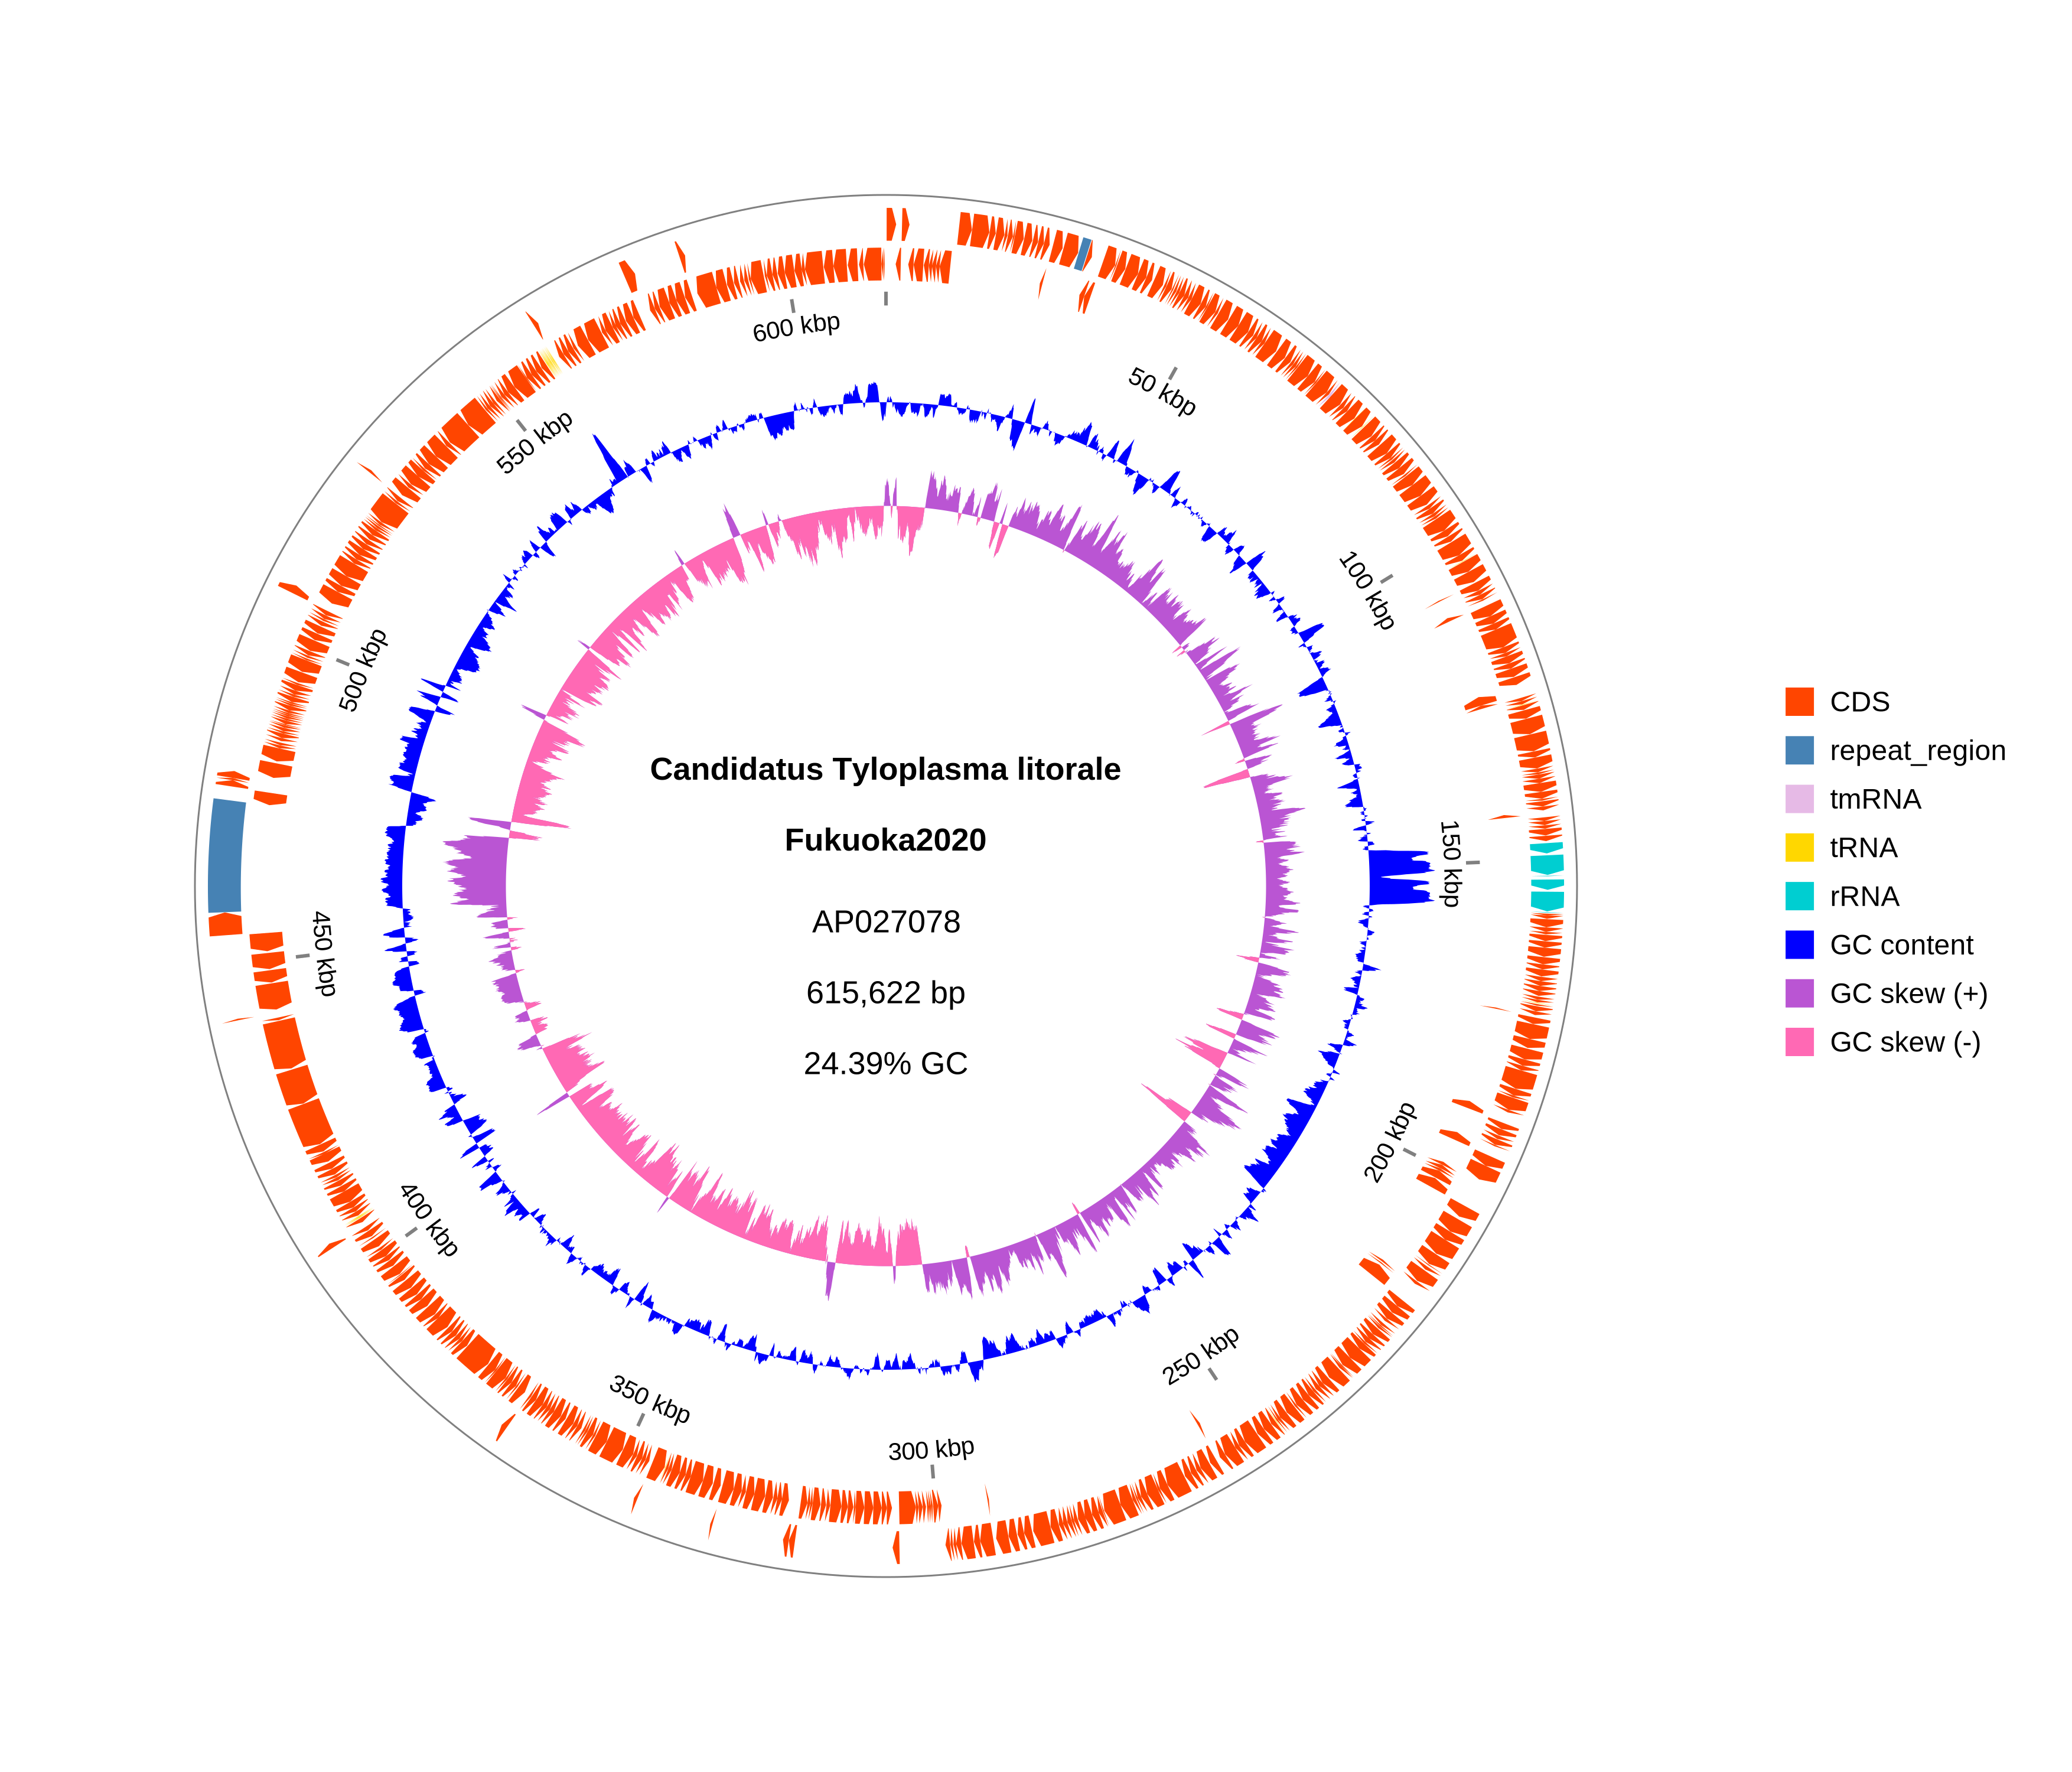 600 kbp
50 kbp
550 kbp
100 kbp
500 kbp
150 kbp
450 kbp
200 kbp
400 kbp
250 kbp
350 kbp
300 kbp
Candidatus Tyloplasma litorale
Fukuoka2020
AP027078
615,622 bp
24.39% GC
CDS
repeat_region
tmRNA
tRNA
rRNA
GC content
GC skew (+)
GC skew (-)